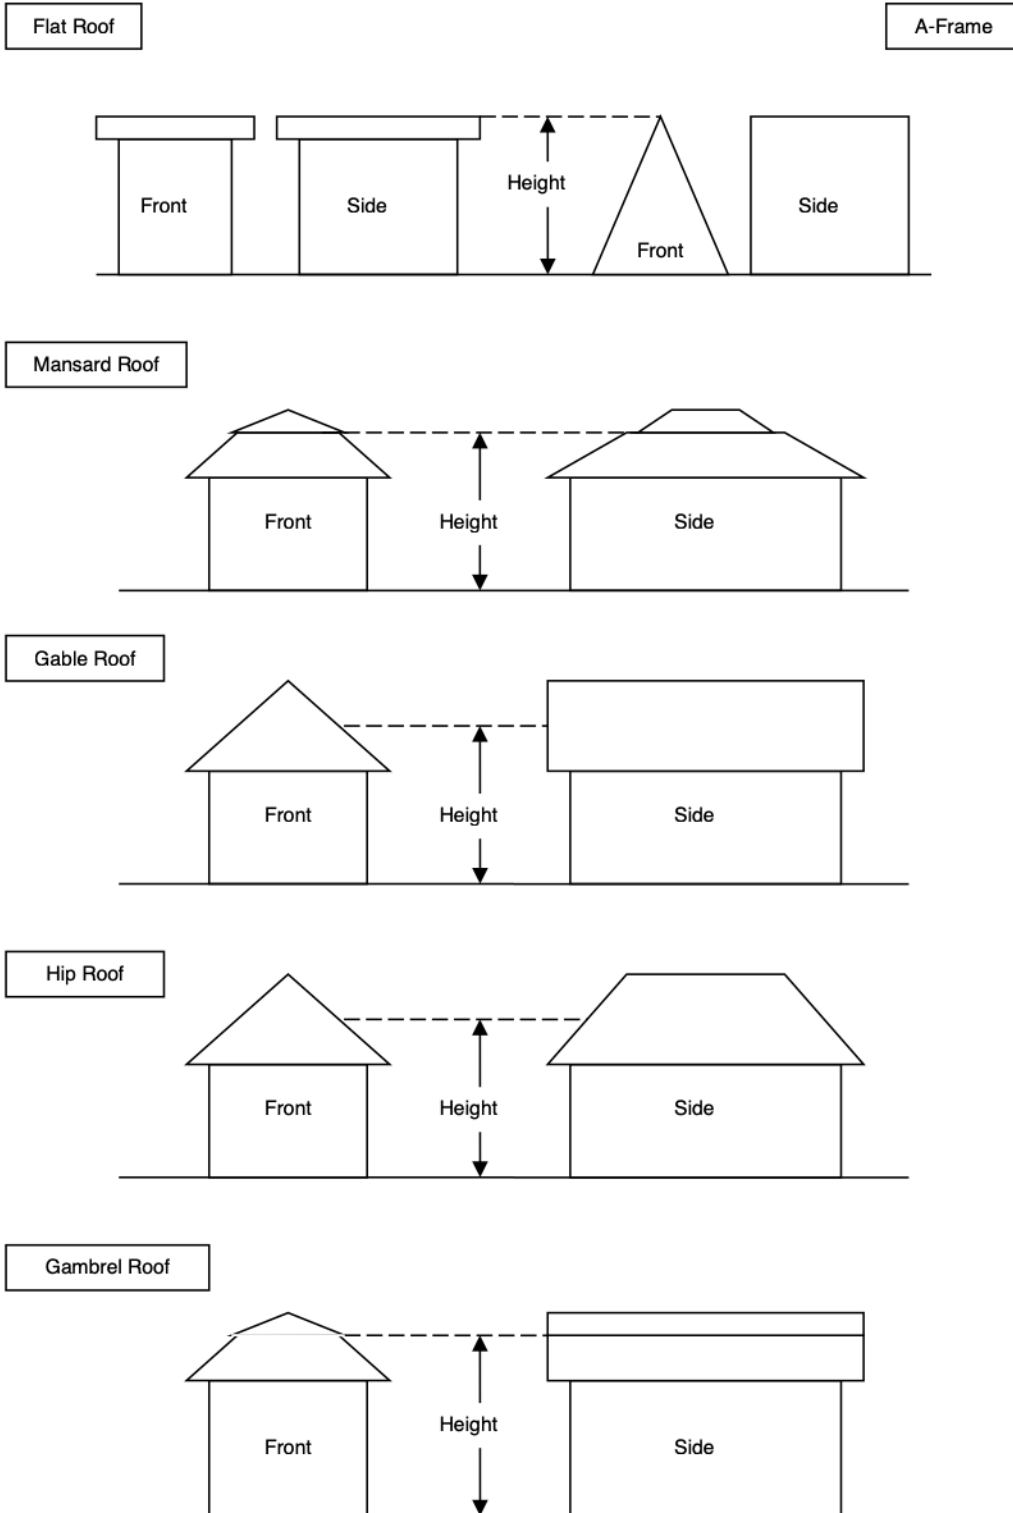 Flat Roof
A-Frame
Front
Side
Height
Front
Side
Mansard Roof
Front
Height
Side
Gable Roof
Front
Height
Side
Hip Roof
Front
Height
Side
Gambrel Roof
Front
Height
Side